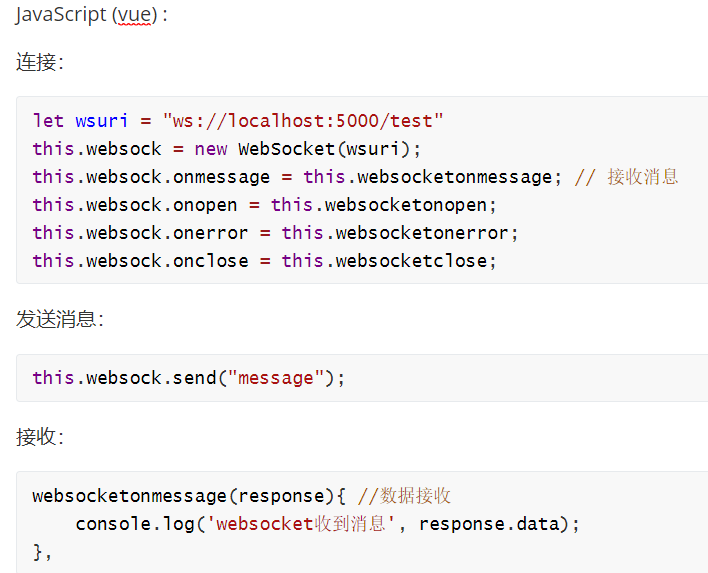 JavaScript (vue) :
连接：
let wsuri = "ws://localhost:5000/test"
this.websock = new WebSocket(wsuri);
this.websock.onmessage = this.websocketonmessage; // 接收消息
this.websock.onopen = this.websocketonopen;
this.websock.onerror = this.websocketonerror;
this.websock.onclose = this.websocketclose;
发送消息：
this.websock.send("message");
接收：
websocketonmessage(response){ //数据接收
    console.log('websocket收到消息', response.data);
},